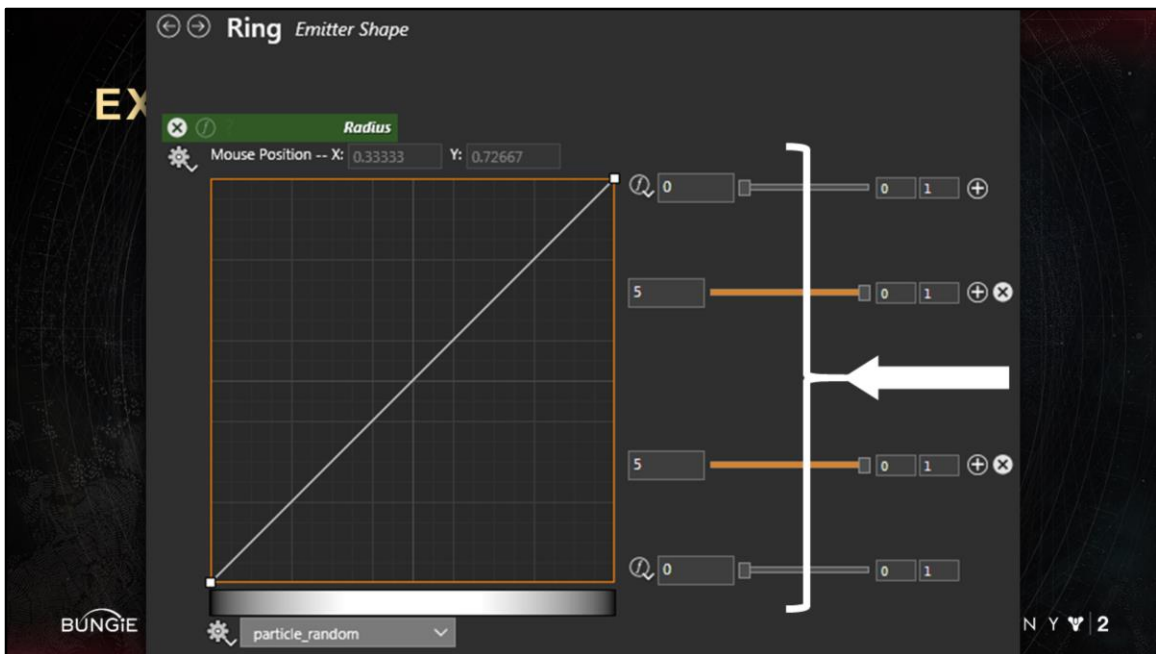 Ring Emitter Shape
EX
Radius
Mouse Position -- X: 0.33333 Y: 0.72667
0 0 1
5 0 1
5 0 1
0 0 1
particle_random
BUNGiE
N Y 2